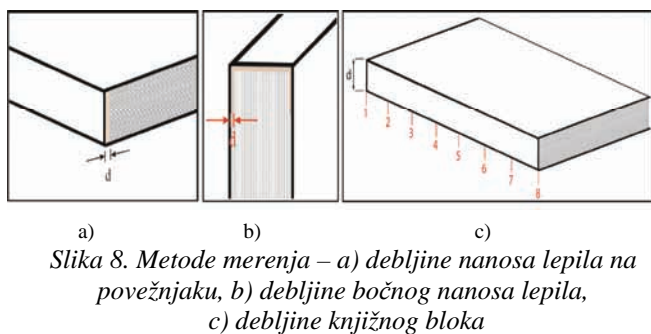 d
d
d
1
2
3
4
5
6
7
8
a) b) c)
Slika 8. Metode merenja – a) debljine nanosa lepila na
povežnjaku, b) debljine bočnog nanosa lepila,
c) debljine knjižnog bloka